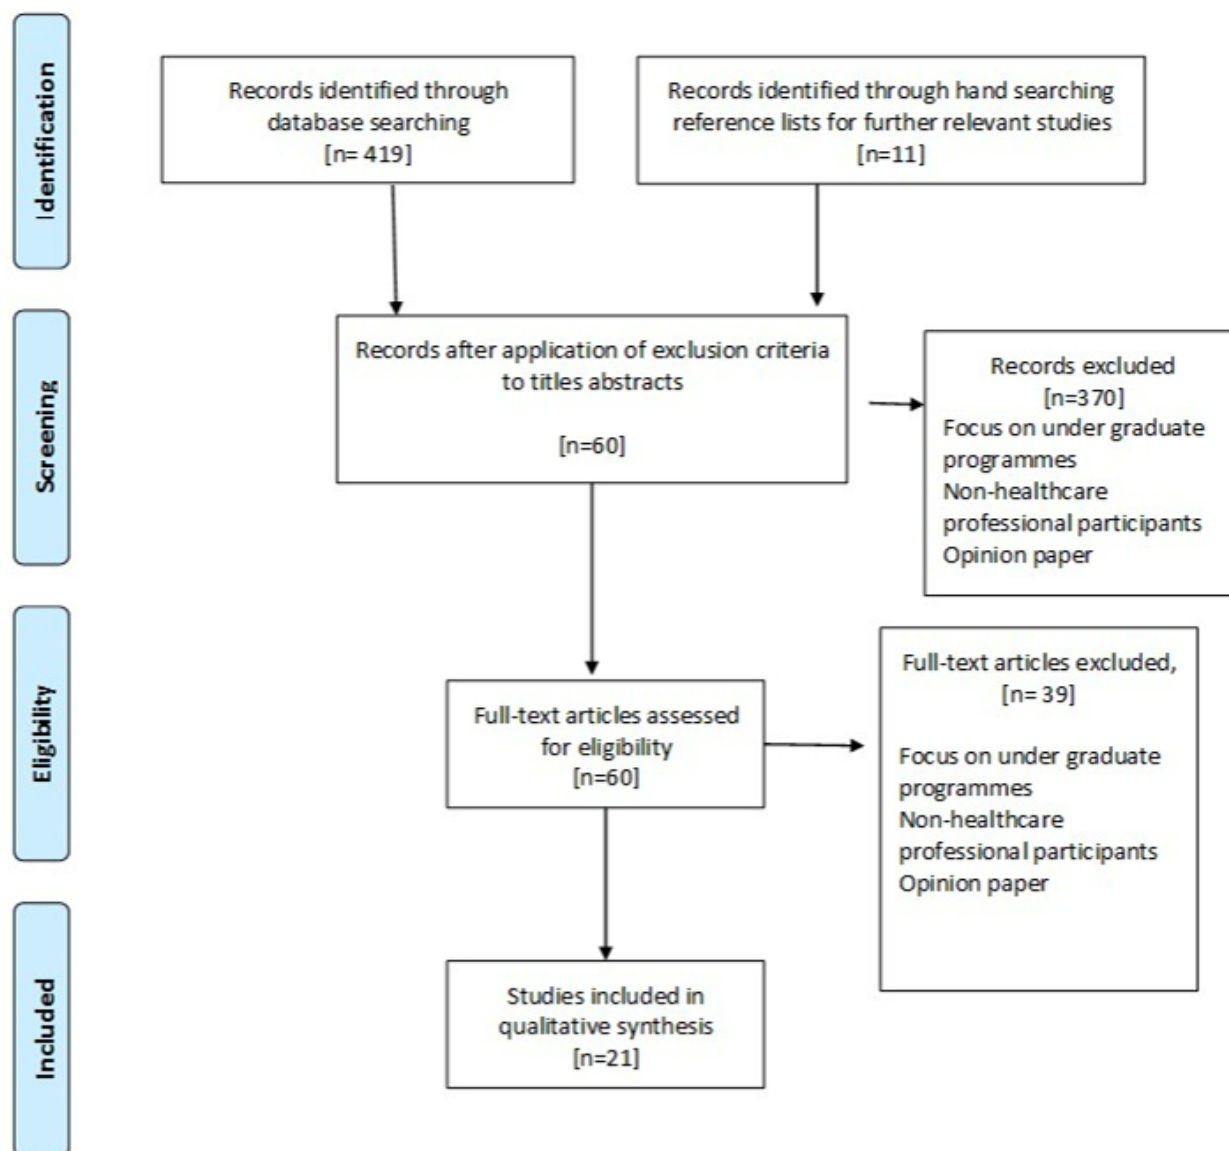 Identification
Records identified through
database searching
[n= 419]
Records identified through hand searching
reference lists for further relevant studies
[n=11]
Screening
Records after application of exclusion criteria
to titles abstracts
[n=60]
Records excluded
[n=370]
Focus on under graduate
programmes
Non-healthcare
professional participants
Opinion paper
Eligibility
Full-text articles assessed
for eligibility
[n=60]
Full-text articles excluded,
[n= 39]
Focus on under graduate
programmes
Non-healthcare
professional participants
Opinion paper
Included
Studies included in
qualitative synthesis
[n=21]